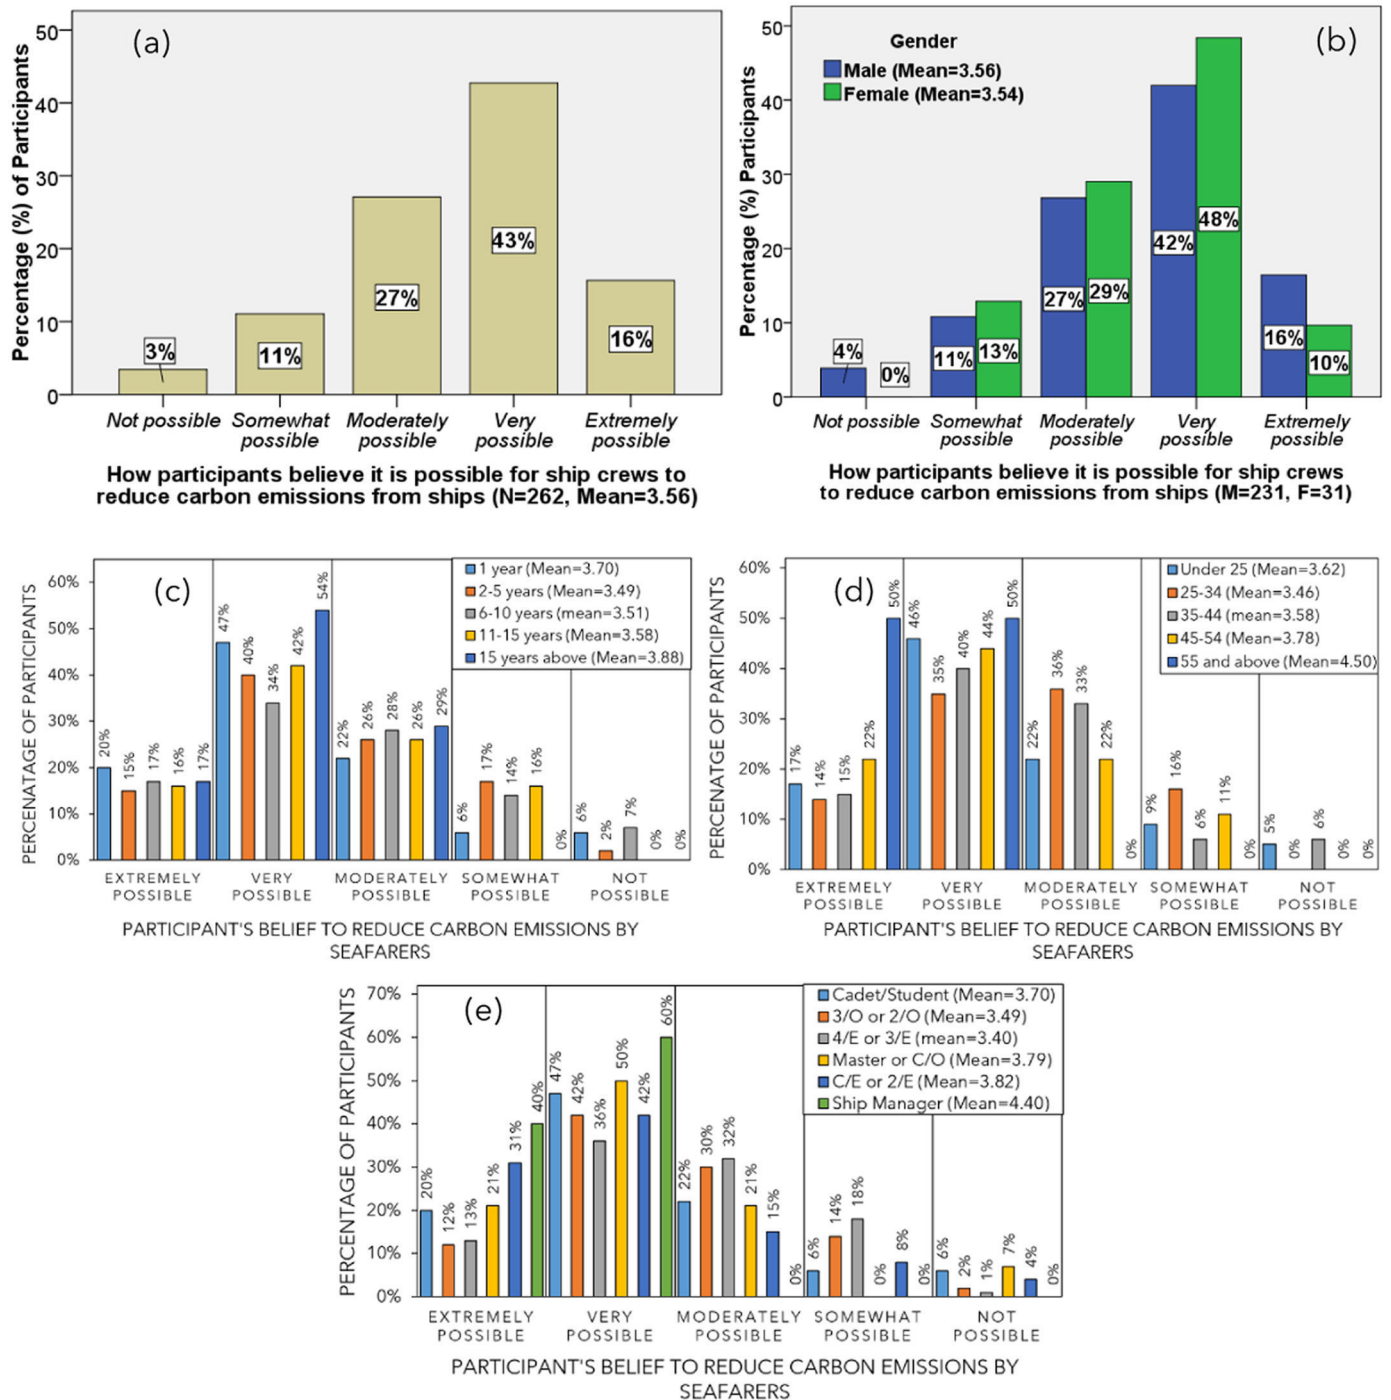 (a)
Percentage (%) of Participants
50
40
30
20
10
0
3%
11%
27%
43%
16%
Not possible
Somewhat possible
Moderately possible
Very possible
Extremely possible
How participants believe it is possible for ship crews to
reduce carbon emissions from ships (N=262, Mean=3.56)
(b)
Gender
Male (Mean=3.56)
Female (Mean=3.54)
Percentage (%) Participants
50
40
30
20
10
0
4%
0%
11%
13%
27%
29%
42%
48%
16%
10%
Not possible
Somewhat possible
Moderately possible
Very possible
Extremely possible
How participants believe it is possible for ship crews
to reduce carbon emissions from ships (M=231, F=31)
(c)
1 year (Mean=3.70)
2-5 years (Mean=3.49)
6-10 years (mean=3.51)
11-15 years (Mean=3.58)
15 years above (Mean=3.88)
PERCENATAGE OF PARTICIPANTS
60%
50%
40%
30%
20%
10%
0%
20%
15%
17%
16%
17%
47%
40%
34%
42%
54%
22%
26%
28%
26%
29%
6%
17%
14%
16%
0%
6%
2%
7%
0%
0%
EXTREMELY POSSIBLE
VERY POSSIBLE
MODERATELY POSSIBLE
SOMEWHAT POSSIBLE
NOT POSSIBLE
PARTICIPANT'S BELIEF TO REDUCE CARBON EMISSIONS BY
SEAFARERS
(d)
Under 25 (Mean=3.62)
25-34 (Mean=3.46)
35-44 (mean=3.58)
45-54 (Mean=3.78)
55 and above (Mean=4.50)
PERCENATGE OF PARTICIPANTS
60%
50%
40%
30%
20%
10%
0%
17%
14%
15%
22%
50%
46%
35%
40%
44%
50%
22%
36%
33%
22%
0%
9%
16%
6%
11%
0%
5%
0%
6%
0%
0%
EXTREMELY POSSIBLE
VERY POSSIBLE
MODERATELY POSSIBLE
SOMEWHAT POSSIBLE
NOT POSSIBLE
PARTICIPANT'S BELIEF TO REDUCE CARBON EMISSIONS BY
SEAFARERS
(e)
Cadet/Student (Mean=3.70)
3/O or 2/O (Mean=3.49)
4/E or 3/E (mean=3.40)
Master or C/O (Mean=3.79)
C/E or 2/E (Mean=3.82)
Ship Manager (Mean=4.40)
PERCENTAGE OF PARTICIPANTS
70%
60%
50%
40%
30%
20%
10%
0%
20%
12%
13%
21%
31%
40%
47%
42%
36%
50%
42%
60%
22%
30%
32%
21%
15%
0%
6%
14%
18%
0%
8%
0%
6%
2%
1%
7%
4%
0%
EXTREMELY POSSIBLE
VERY POSSIBLE
MODERATELY POSSIBLE
SOMEWHAT POSSIBLE
NOT POSSIBLE
PARTICIPANT'S BELIEF TO REDUCE CARBON EMISSIONS BY
SEAFARERS